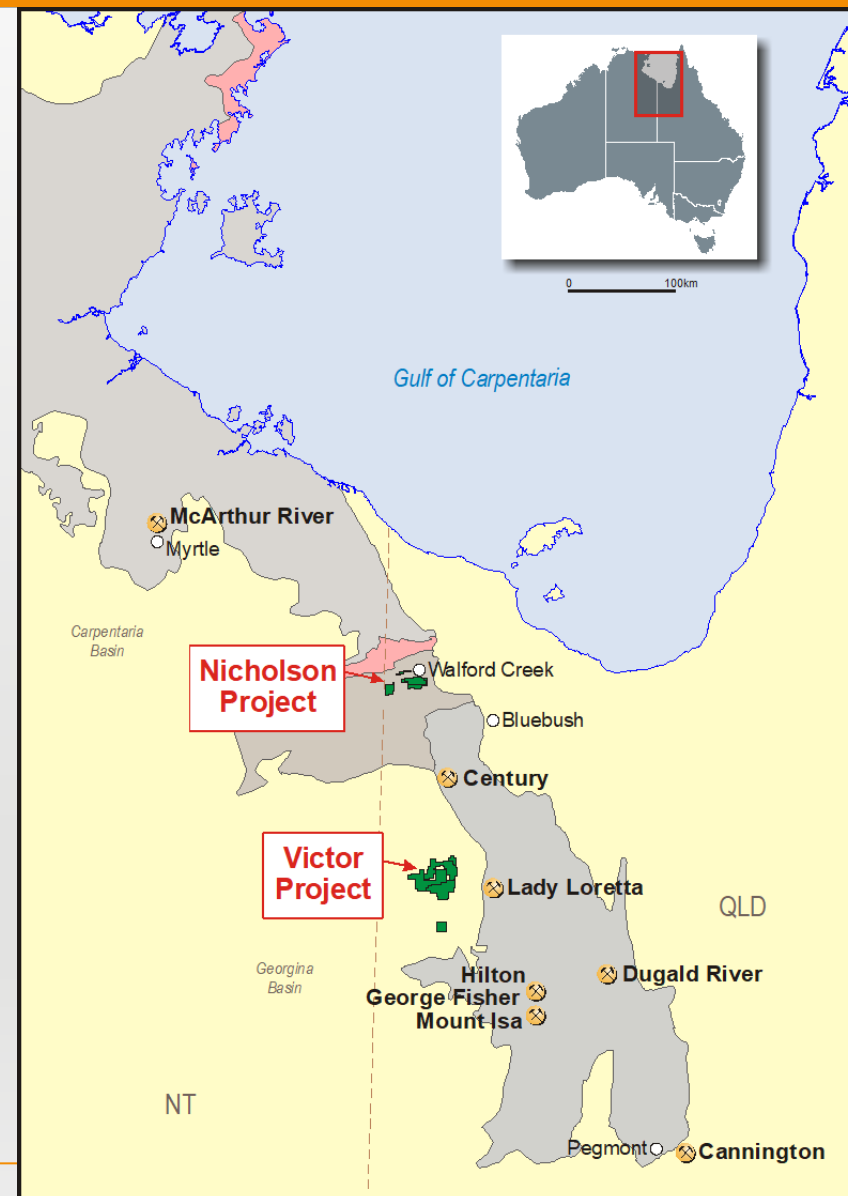 0 100km
Gulf of Carpentaria
McArthur River
Myrtle
Carpentaria
Basin
Nicholson
Project
Walford Creek
Bluebush
Century
Victor
Project
Lady Loretta
QLD
Georgina
Basin
Hilton
Dugald River
George Fisher
Mount Isa
NT
Pegmont
Cannington